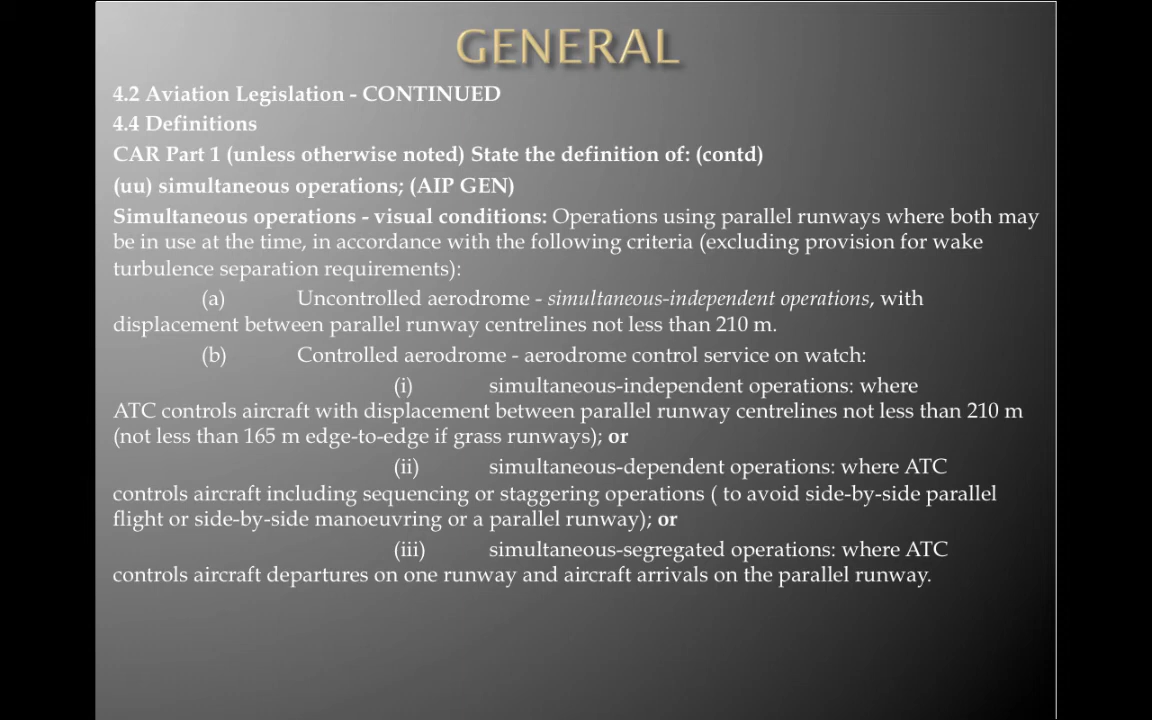 GENERAL
4.2 Aviation Legislation - CONTINUED
4.4 Definitions
CAR Part 1 (unless otherwise noted) State the definition of: (contd)
(uu) simultaneous operations; (AIP GEN)
Simultaneous operations - visual conditions: Operations using parallel runways where both may
be in use at the time, in accordance with the following criteria (excluding provision for wake
turbulence separation requirements):
(a) Uncontrolled aerodrome - simultaneous-independent operations, with
displacement between parallel runway centrelines not less than 210 m.
(b) Controlled aerodrome - aerodrome control service on watch:
(i) simultaneous-independent operations: where
ATC controls aircraft with displacement between parallel runway centrelines not less than 210 m
(not less than 165 m edge-to-edge if grass runways); or
(ii) simultaneous-dependent operations: where ATC
controls aircraft including sequencing or staggering operations ( to avoid side-by-side parallel
flight or side-by-side manoeuvring or a parallel runway); or
(iii) simultaneous-segregated operations: where ATC
controls aircraft departures on one runway and aircraft arrivals on the parallel runway.